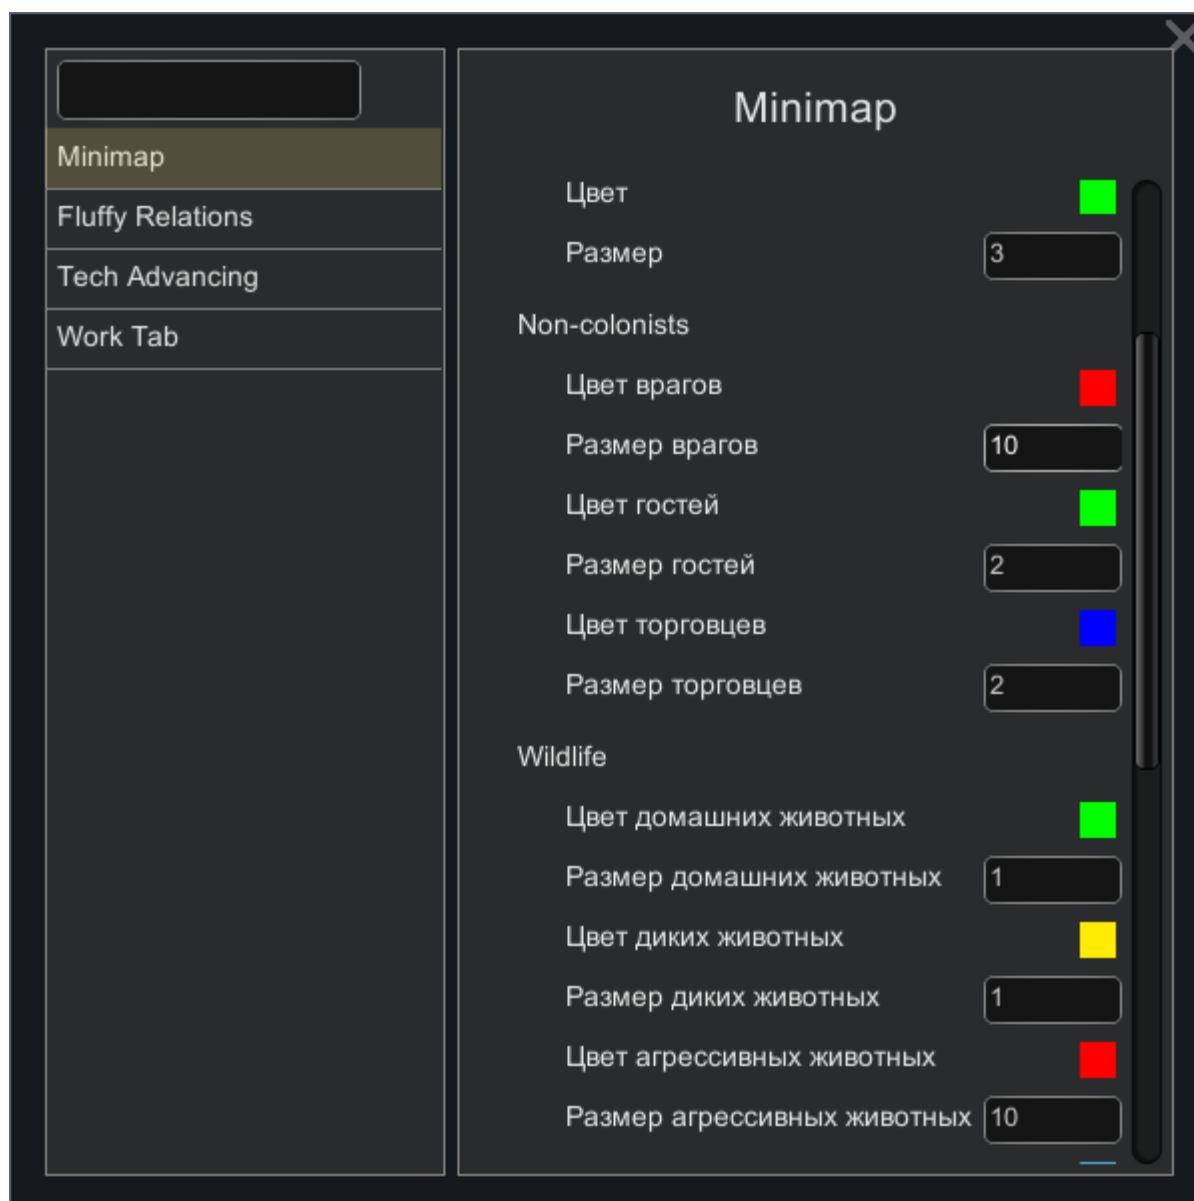 Minimap
Fluffy Relations
Tech Advancing
Work Tab
Minimap
Цвет
Размер 3
Non-colonists
Цвет врагов
Размер врагов 10
Цвет гостей
Размер гостей 2
Цвет торговцев
Размер торговцев 2
Wildlife
Цвет домашних животных
Размер домашних животных 1
Цвет диких животных
Размер диких животных 1
Цвет агрессивных животных
Размер агрессивных животных 10